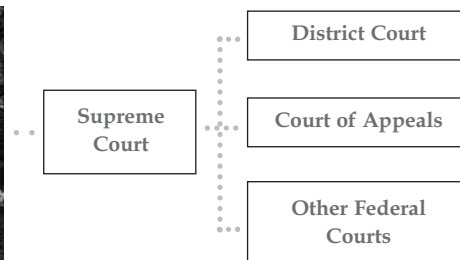 District Court
Supreme
Court
Court of Appeals
Other Federal
Courts